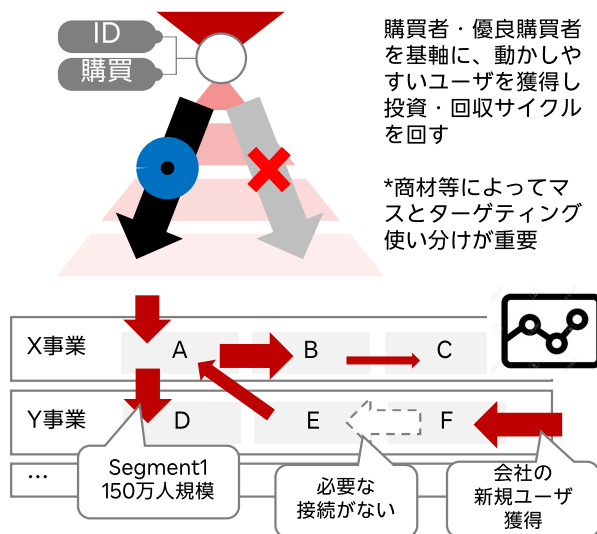 ID
購買
購買者・優良購買者
を基軸に、動かしや
すいユーザを獲得し
投資・回収サイクル
を回す
*商材等によってマ
スとターゲティング
使い分けが重要
X事業
A
B
C
Y事業
D
E
F
…
Segment1
150万人規模
必要な
接続がない
会社の
新規ユーザ
獲得